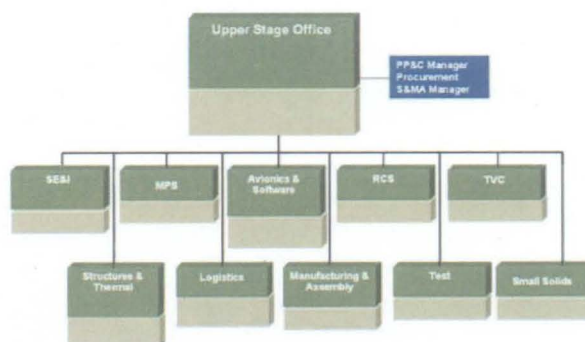 Upper Stage Office
PP&C Manager
Procurement
S&MA Manager
SE&I
MPS
Avionics &
Software
RCS
TVC
Structures &
Thermal
Logistics
Manufacturing &
Assembly
Test
Small Solids